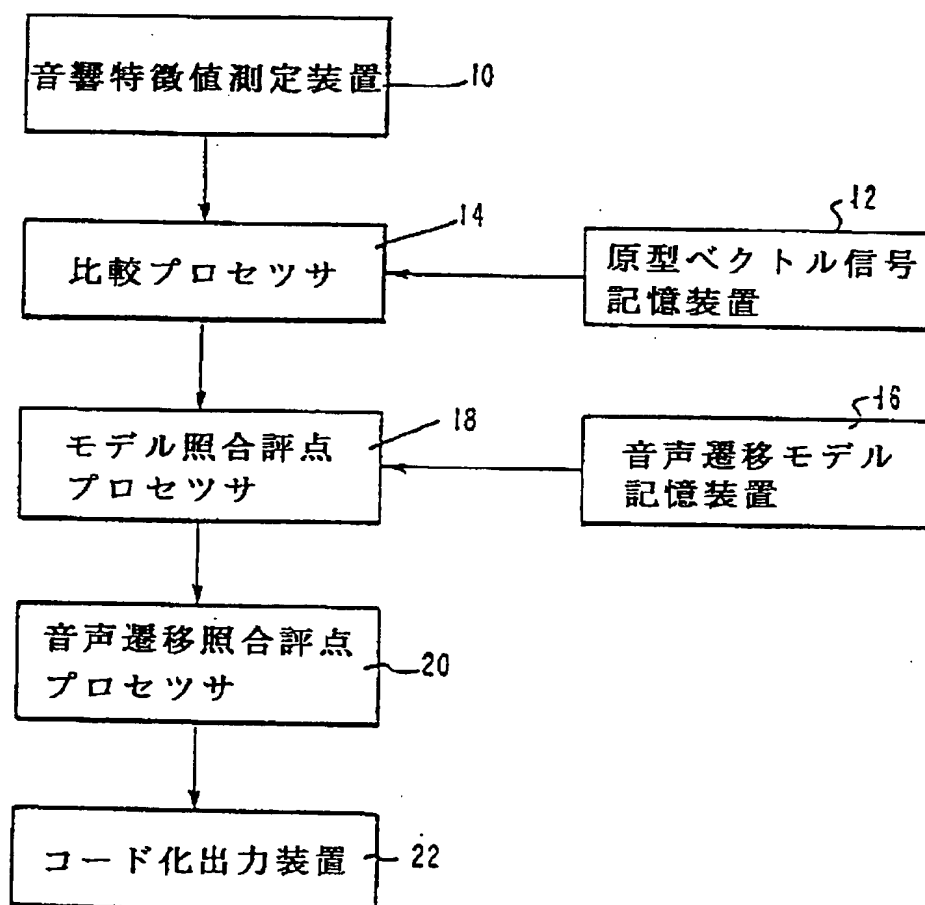 音響特徴値測定装置
10
14
12
比較プロセツサ
原型ベクトル信号
記憶装置
18
16
モデル照合評点
プロセツサ
音声遷移モデル
記憶装置
音声遷移照合評点
プロセツサ
20
コード化出力装置
22